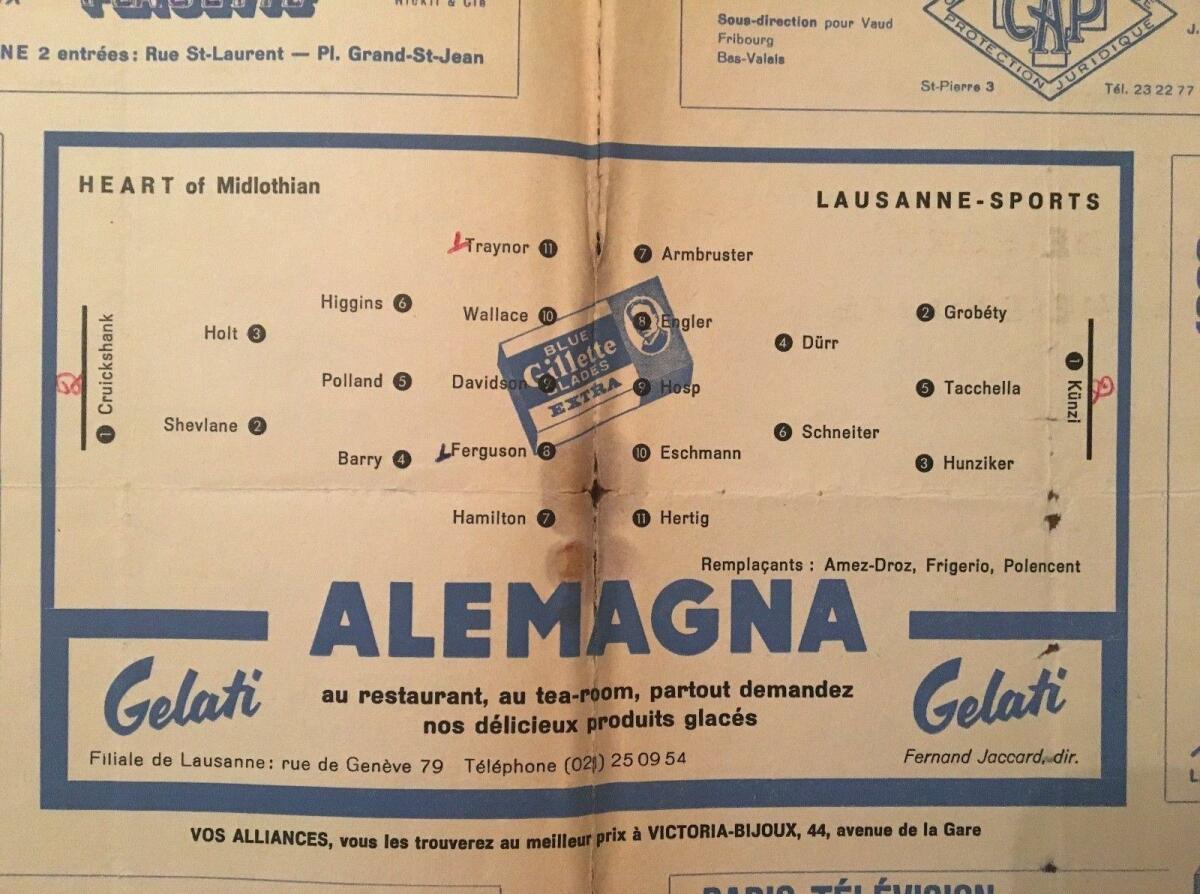 NE 2 entrées: Rue St-Laurent — Pl. Grand-St-Jean
Sous-direction pour Vaud
Fribourg
Bas-Valais
CAP
PROTECTION JURIDIQUE
St-Pierre 3
Tél. 23 22 77
HEART of Midlothian
LAUSANNE-SPORTS
Traynor 11
7 Armbruster
Higgins 6
Wallace 10
8 Engler
2 Grobéty
Holt 3
4 Dürr
1 Cruickshank
Polland 5
Davidson 9
9 Hosp
5 Tacchella
1 Künzi
BLUE
Gillette
BLADES
EXTRA
Shevlane 2
Barry 4
Ferguson 8
10 Eschmann
6 Schneiter
3 Hunziker
Hamilton 7
11 Hertig
Remplaçants : Amez-Droz, Frigerio, Polencent
ALEMAGNA
Gelati
au restaurant, au tea-room, partout demandez
nos délicieux produits glacés
Gelati
Filiale de Lausanne: rue de Genève 79 Téléphone (021) 25 09 54
Fernand Jaccard, dir.
VOS ALLIANCES, vous les trouverez au meilleur prix à VICTORIA-BIJOUX, 44, avenue de la Gare
RADIO-TÉLÉVISION